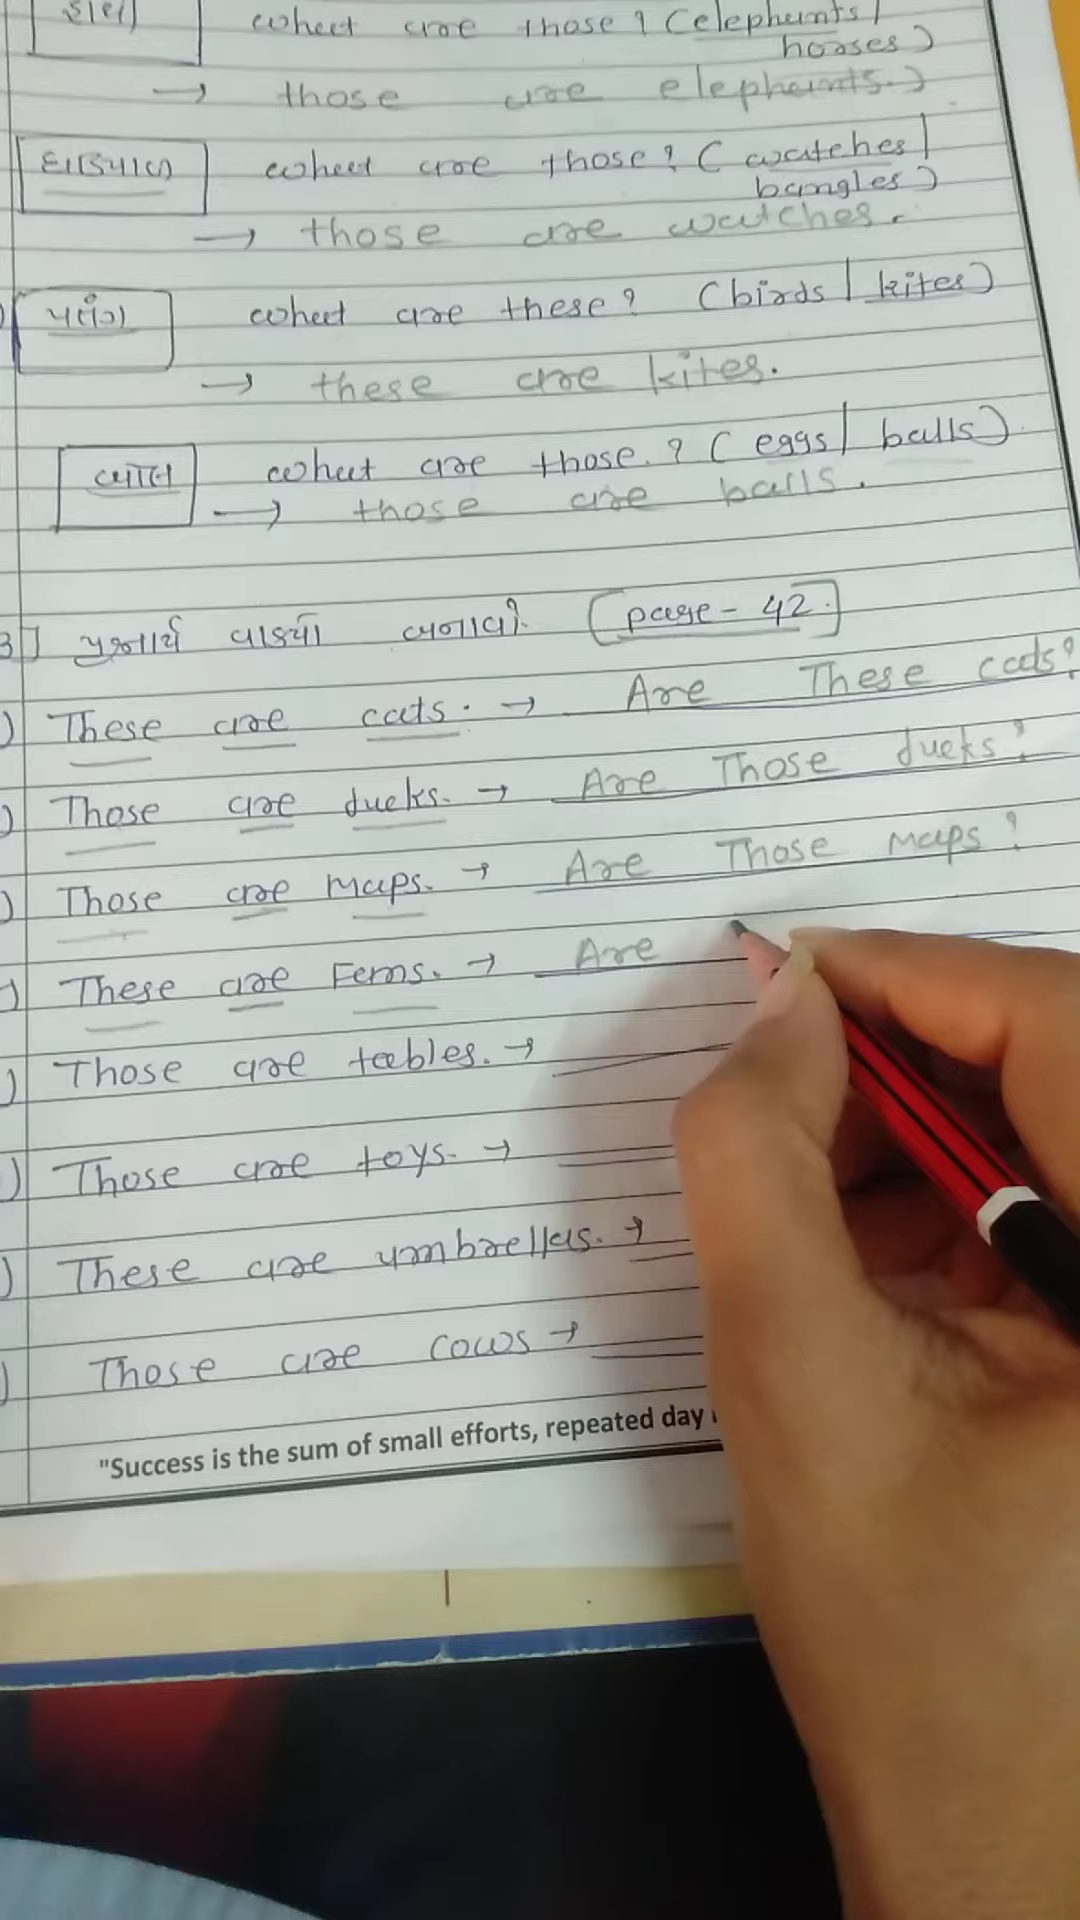 what are those? (elephants/
horses)
→ those are elephants.)
ઘડિયાળ what are those? (watches/
bangles)
→ those are watches.
પતંગ what are these? (birds / kites)
→ these are kites.
બોલ what are those.? (eggs / balls)
→ those are balls.
3] પ્રશ્નાર્થ વાક્યો બનાવો. [page - 42.]
These are cats. → Are These cats?
Those are ducks. → Are Those ducks?
Those are maps. → Are Those maps?
These are Fans. → Are
Those are tables. →
Those are toys. →
These are umbrellas. →
Those are cows →
"Success is the sum of small efforts, repeated day